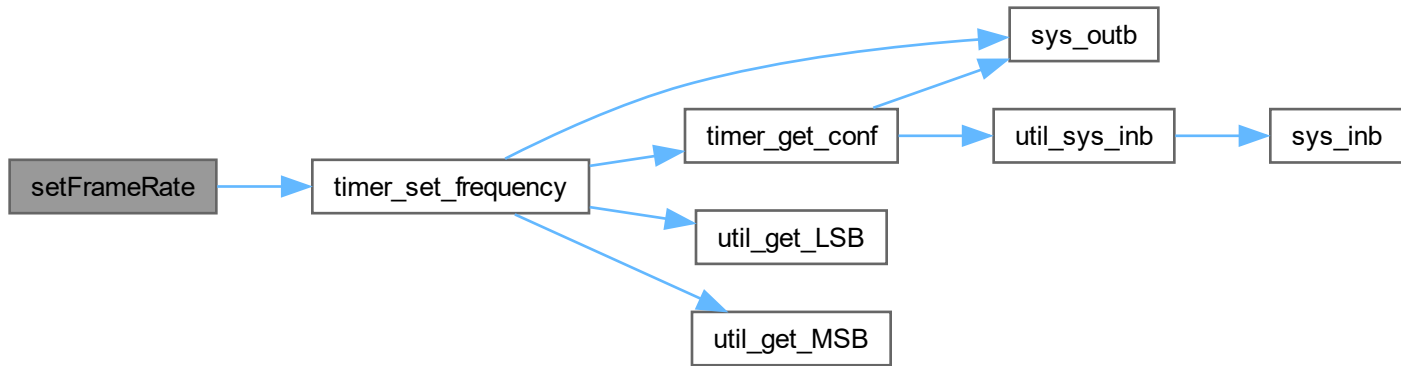 setFrameRate
timer_set_frequency
sys_outb
timer_get_conf
util_sys_inb
sys_inb
util_get_LSB
util_get_MSB